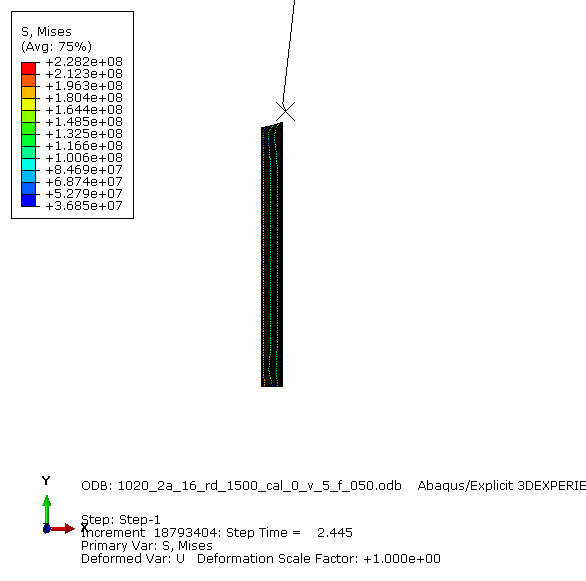 S, Mises
(Avg: 75%)
+2.282e+08
+2.123e+08
+1.963e+08
+1.804e+08
+1.644e+08
+1.485e+08
+1.325e+08
+1.166e+08
+1.006e+08
+8.469e+07
+6.874e+07
+5.279e+07
+3.685e+07
Y
ODB: 1020_2a_16_rd_1500_cal_0_v_5_f_050.odb Abaqus/Explicit 3DEXPERIE
Step: Step-1
X
Increment 18793404: Step Time = 2.445
Primary Var: S, Mises
Deformed Var: U Deformation Scale Factor: +1.000e+00